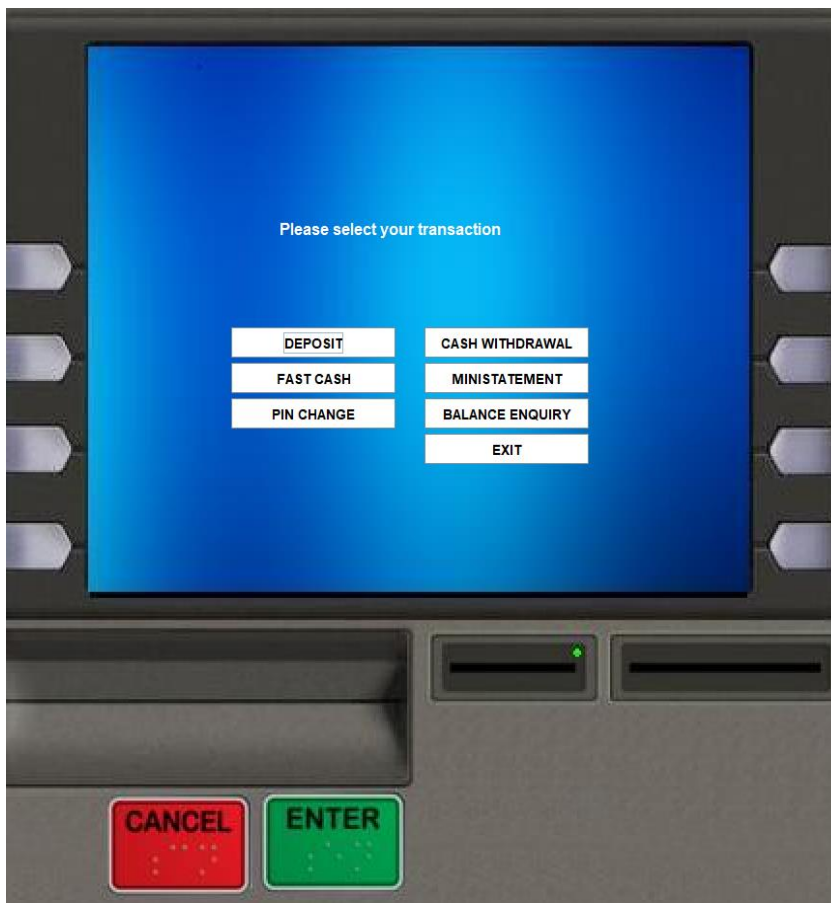 Please select your transaction
DEPOSIT
CASH WITHDRAWAL
FAST CASH
MINISTATEMENT
PIN CHANGE
BALANCE ENQUIRY
EXIT
CANCEL
ENTER